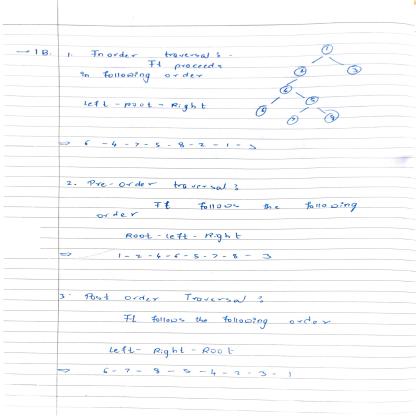 → 1B. 1. Inorder traversal :-
It proceeds
in following order
Left - Root - Right
⇒ 6 - 4 - 7 - 5 - 8 - 2 - 1 - 3
1
3
5
7
8
2. Pre-order traversal :
It follows the following
order
Root - Left - Right
⇒ 1 - 2 - 4 - 6 - 5 - 7 - 8 - 3
3. Post order Traversal :
It follows the following order
Left - Right - Root
⇒ 6 - 7 - 8 - 5 - 4 - 2 - 3 - 1